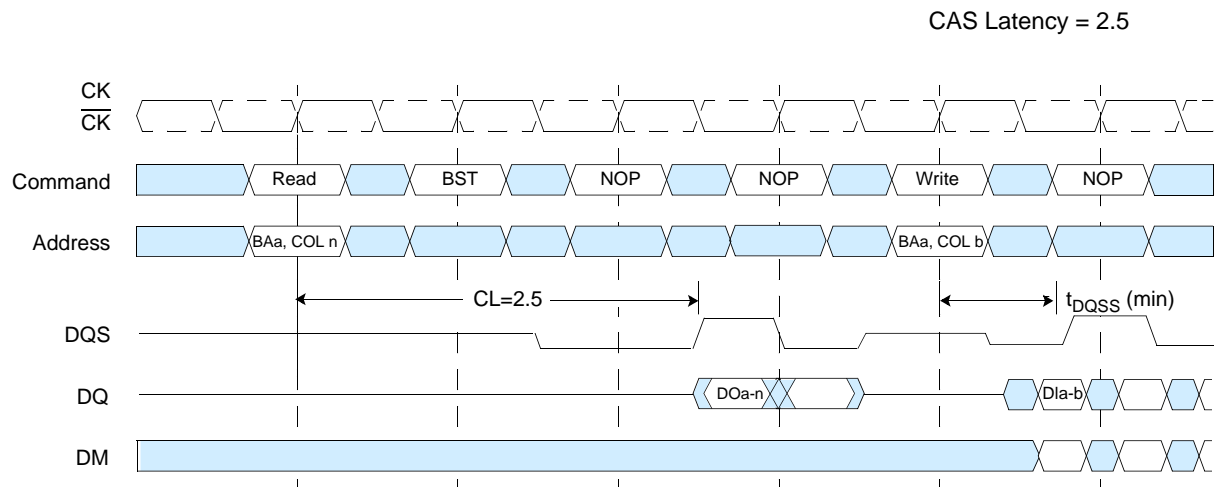 CAS Latency = 2.5
CK
CK
Command Read BST NOP NOP Write NOP
Address BAa, COL n BAa, COL b
CL=2.5 tDQSS (min)
DQS
DQ DOa-n DIa-b
DM